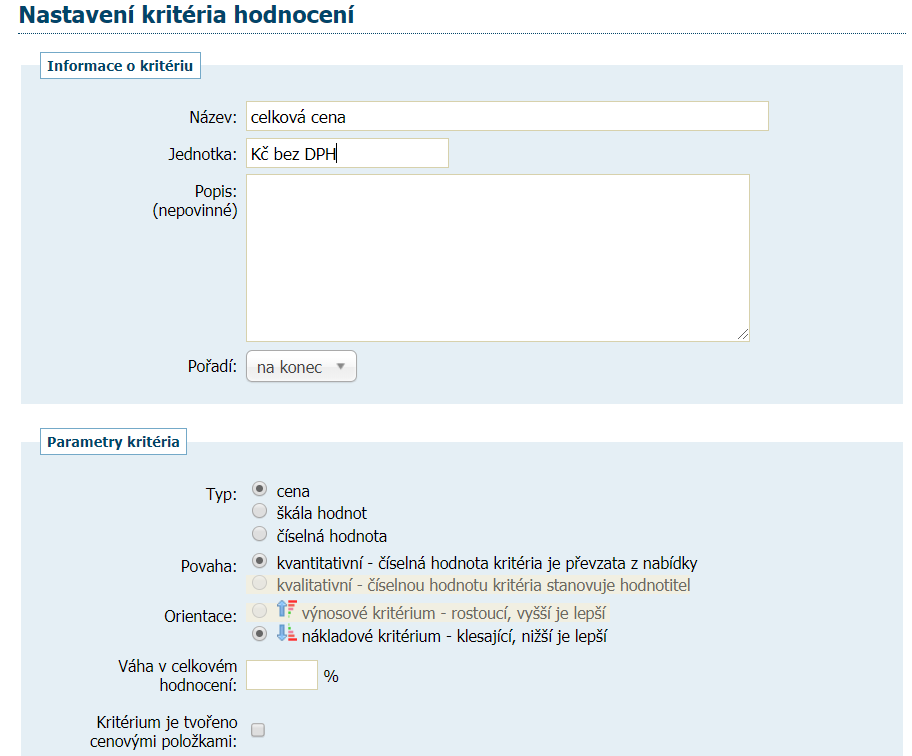 Nastavení kritéria hodnocení
Informace o kritériu
Název: celková cena
Jednotka: Kč bez DPH
Popis:
(nepovinné)
Pořadí: na konec
Parametry kritéria
Typ: cena
škála hodnot
číselná hodnota
Povaha: kvantitativní - číselná hodnota kritéria je převzata z nabídky
kvalitativní - číselnou hodnotu kritéria stanovuje hodnotitel
Orientace: výnosové kritérium - rostoucí, vyšší je lepší
nákladové kritérium - klesající, nižší je lepší
Váha v celkovém
hodnocení: %
Kritérium je tvořeno
cenovými položkami: